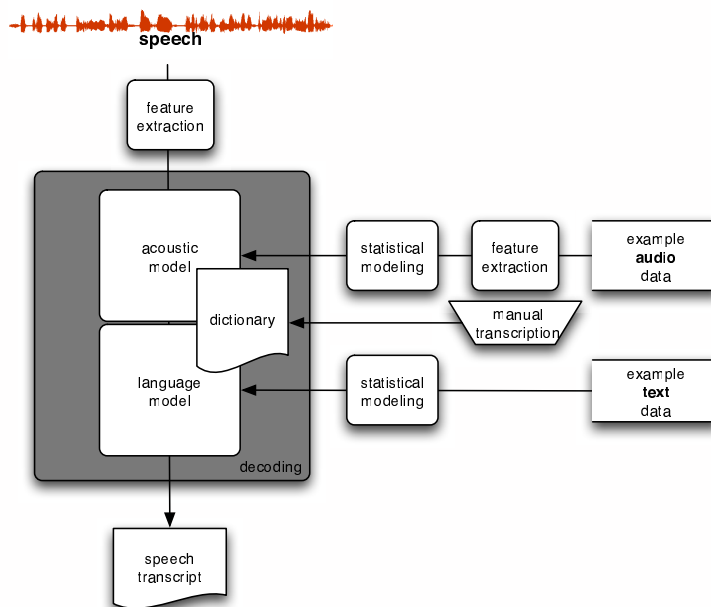 speech
feature
extraction
acoustic
model
statistical
modeling
feature
extraction
example
audio
data
dictionary
manual
transcription
language
model
statistical
modeling
example
text
data
decoding
speech
transcript